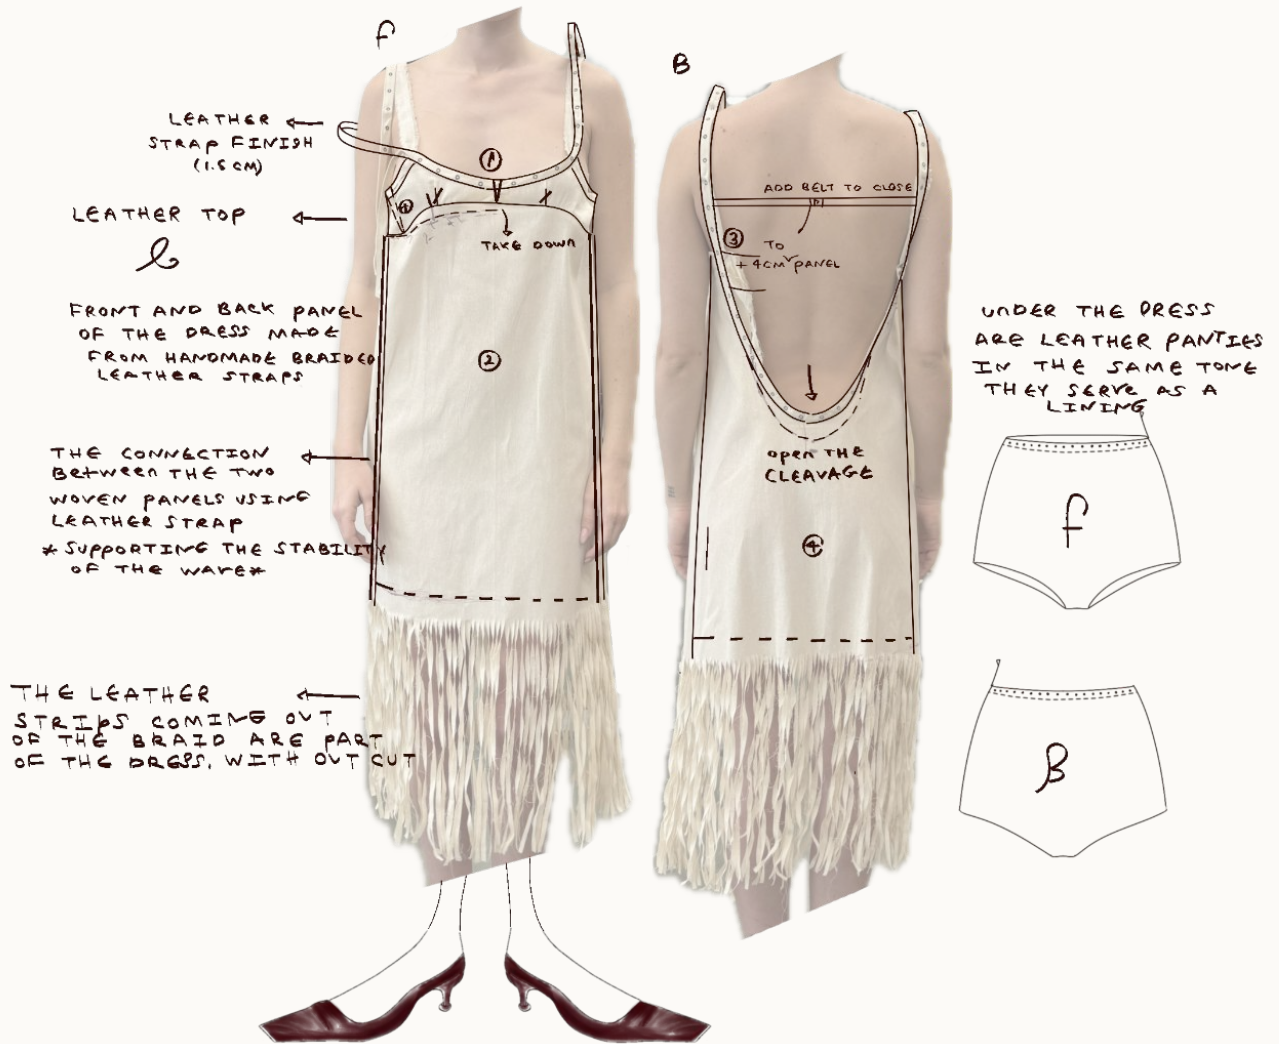 F
LEATHER
STRAP FINISH
(1.5 CM)
LEATHER TOP
FRONT AND BACK PANEL
OF THE DRESS MADE
FROM HANDMADE BRAIDED
LEATHER STRAPS
THE CONNECTION
BETWEEN THE TWO
WOVEN PANELS USING
LEATHER STRAP
* SUPPORTING THE STABILITY
OF THE WAVE *
THE LEATHER
STRIPS COMING OUT
OF THE BRAID ARE PART
OF THE DRESS. WITH OUT CUT
1
TAKE DOWN
2
B
ADD BELT TO CLOSE
3 TO
+ 4CM PANEL
OPEN THE
CLEAVAGE
4
UNDER THE DRESS
ARE LEATHER PANTIES
IN THE SAME TONE
THEY SERVE AS A
LINING
F
B